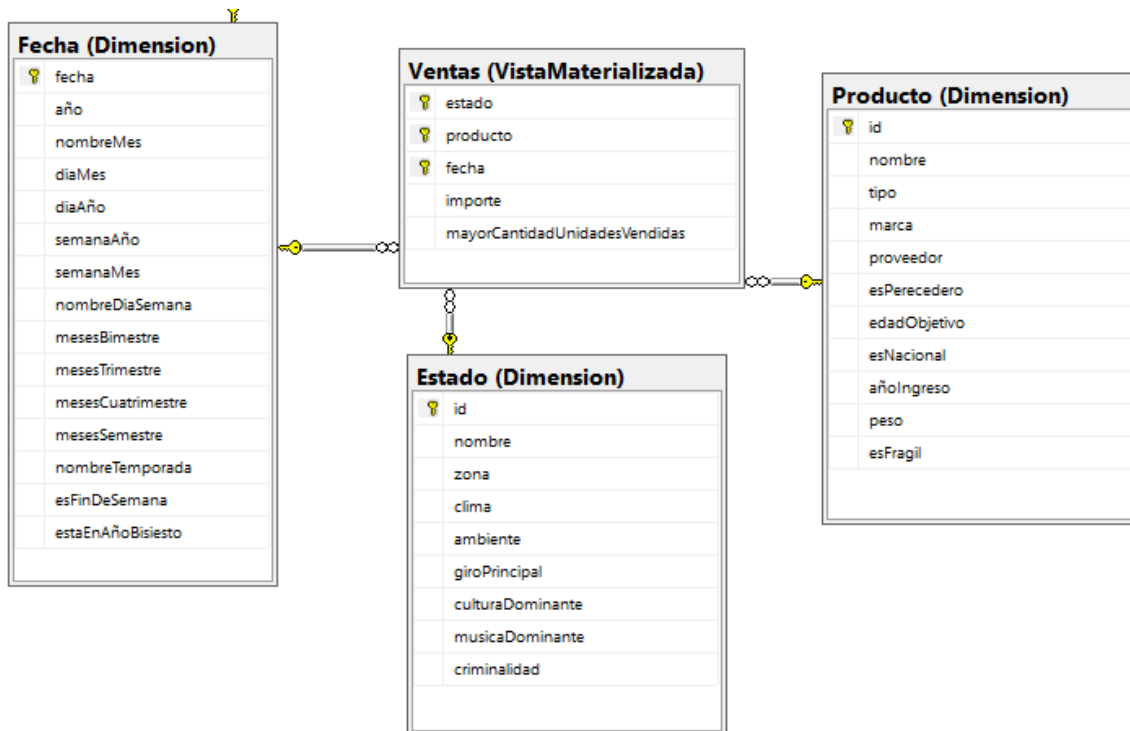 Fecha (Dimension)
fecha
año
nombreMes
diaMes
diaAño
semanaAño
semanaMes
nombreDiaSemana
mesesBimestre
mesesTrimestre
mesesCuatrimestre
mesesSemestre
nombreTemporada
esFinDeSemana
estaEnAñoBisiesto
Ventas (VistaMaterializada)
estado
producto
fecha
importe
mayorCantidadUnidadesVendidas
Estado (Dimension)
id
nombre
zona
clima
ambiente
giroPrincipal
culturaDominante
musicaDominante
criminalidad
Producto (Dimension)
id
nombre
tipo
marca
proveedor
esPerecedero
edadObjetivo
esNacional
añoIngreso
peso
esFragil